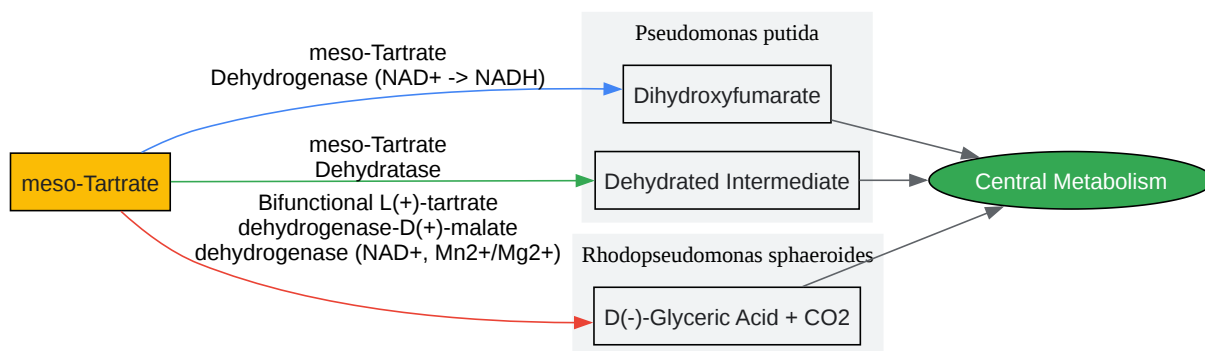 Pseudomonas putida
meso-Tartrate
Dehydrogenase (NAD+ -> NADH)
Dihydroxyfumarate
meso-Tartrate
meso-Tartrate
Dehydratase
Dehydrated Intermediate
Central Metabolism
Bifunctional L(+)-tartrate
dehydrogenase-D(+)-malate
dehydrogenase (NAD+, Mn2+/Mg2+)
Rhodopseudomonas sphaeroides
D(-)-Glyceric Acid + CO2